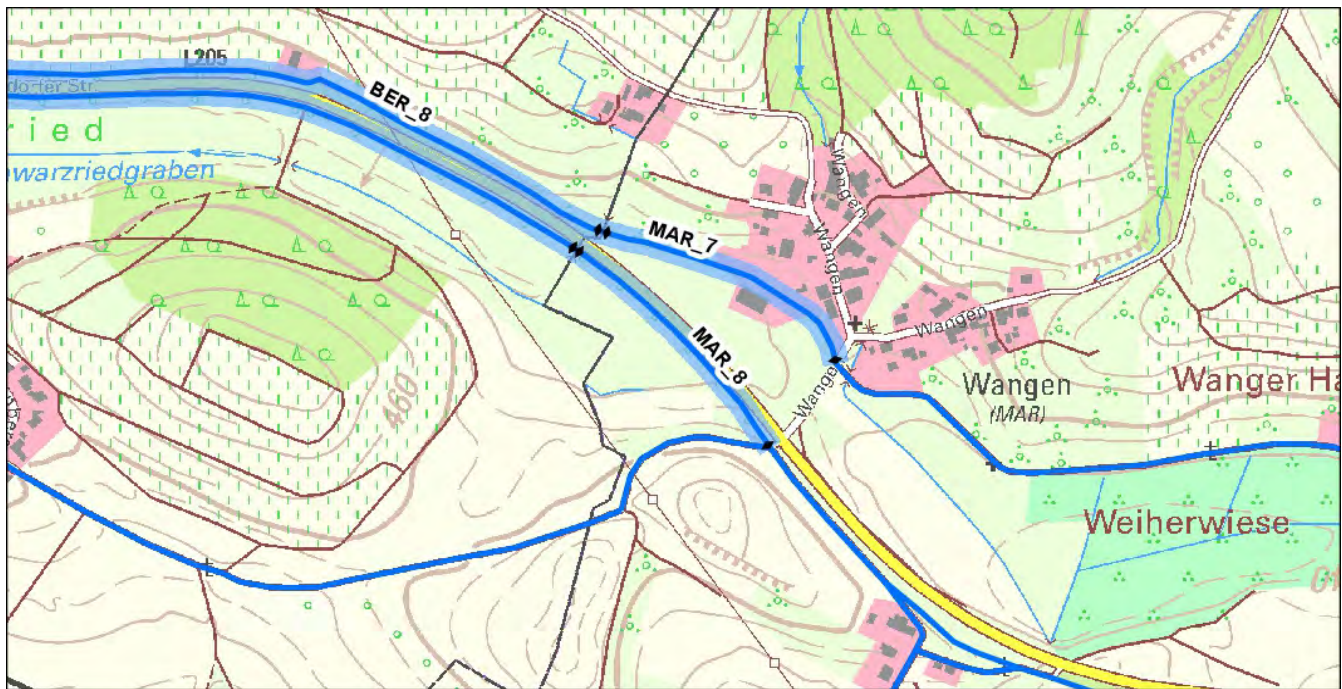 L205
BER_8
dorfer Str.
ried
warzriedgraben
MAR_7
Wangen
Wangen
Wangen
MAR_8
Wangen
Wangen
(MAR)
Wanger Ha
460
Weiherwiese